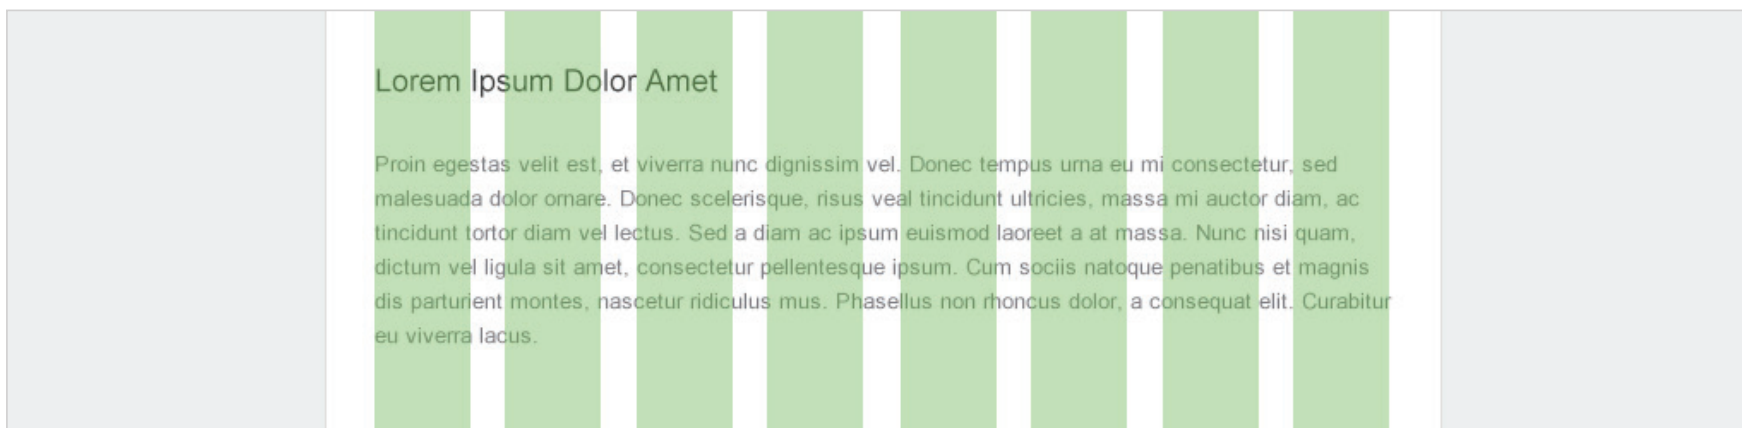 Lorem Ipsum Dolor Amet
Proin egestas velit est, et viverra nunc dignissim vel. Donec tempus urna eu mi consectetur, sed
malesuada dolor ornare. Donec scelerisque, risus veal tincidunt ultricies, massa mi auctor diam, ac
tincidunt tortor diam vel lectus. Sed a diam ac ipsum euismod laoreet a at massa. Nunc nisi quam,
dictum vel ligula sit amet, consectetur pellentesque ipsum. Cum sociis natoque penatibus et magnis
dis parturient montes, nascetur ridiculus mus. Phasellus non rhoncus dolor, a consequat elit. Curabitur
eu viverra lacus.